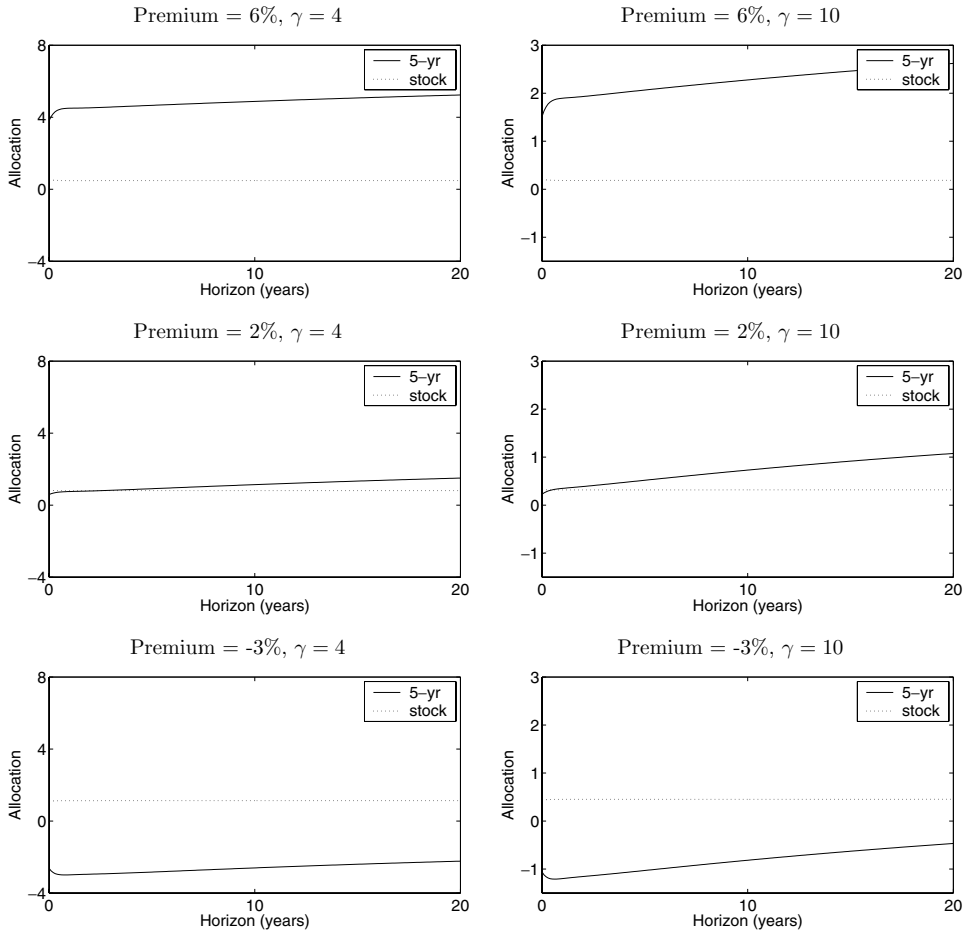 Premium = 6%, γ = 4
8
4
0
−4
Allocation
5−yr
stock
0
10
20
Horizon (years)
Premium = 6%, γ = 10
3
2
1
0
−1
Allocation
5−yr
stock
0
10
20
Horizon (years)
Premium = 2%, γ = 4
8
4
0
−4
Allocation
5−yr
stock
0
10
20
Horizon (years)
Premium = 2%, γ = 10
3
2
1
0
−1
Allocation
5−yr
stock
0
10
20
Horizon (years)
Premium = -3%, γ = 4
8
4
0
−4
Allocation
5−yr
stock
0
10
20
Horizon (years)
Premium = -3%, γ = 10
3
2
1
0
−1
Allocation
5−yr
stock
0
10
20
Horizon (years)